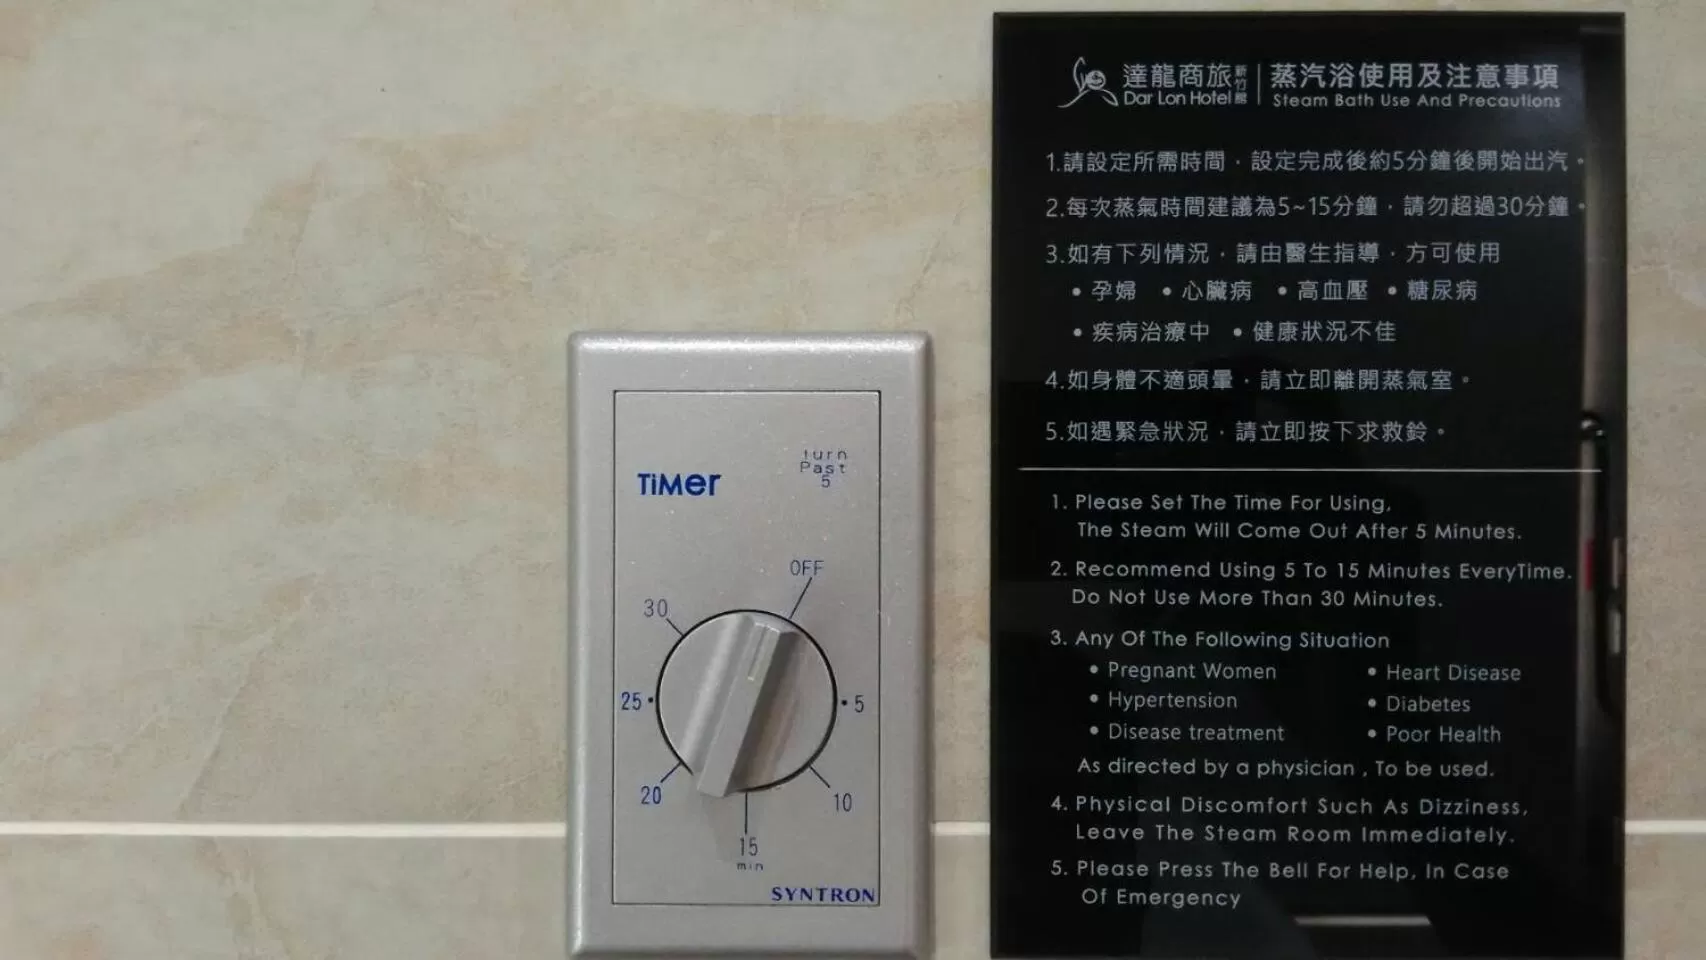 TiMer
turn
Past
5
OFF
30
25
5
20
10
15
min
SYNTRON
達龍商旅 新竹館
Dar Lon Hotel
蒸汽浴使用及注意事項
Steam Bath Use And Precautions
1.請設定所需時間，設定完成後約5分鐘後開始出汽。
2.每次蒸氣時間建議為5~15分鐘，請勿超過30分鐘。
3.如有下列情況，請由醫生指導，方可使用
• 孕婦 • 心臟病 • 高血壓 • 糖尿病
• 疾病治療中 • 健康狀況不佳
4.如身體不適頭暈，請立即離開蒸氣室。
5.如遇緊急狀況，請立即按下求救鈴。
1. Please Set The Time For Using,
The Steam Will Come Out After 5 Minutes.
2. Recommend Using 5 To 15 Minutes EveryTime.
Do Not Use More Than 30 Minutes.
3. Any Of The Following Situation
• Pregnant Women • Heart Disease
• Hypertension • Diabetes
• Disease treatment • Poor Health
As directed by a physician , To be used.
4. Physical Discomfort Such As Dizziness,
Leave The Steam Room Immediately.
5. Please Press The Bell For Help, In Case
Of Emergency